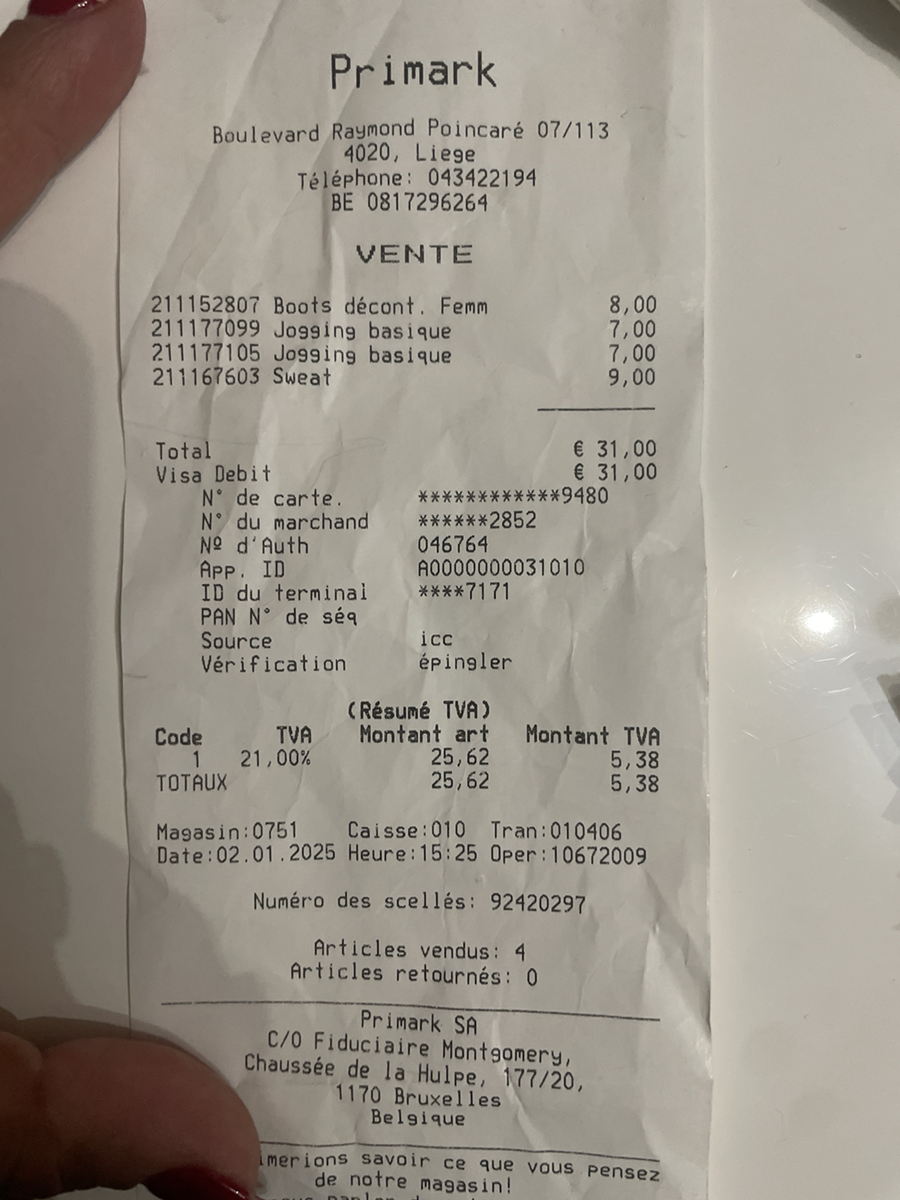 Primark
Boulevard Raymond Poincaré 07/113
4020, Liege
Téléphone: 043422194
BE 0817296264
VENTE
211152807 Boots décont. Femm 8,00
211177099 Jogging basique 7,00
211177105 Jogging basique 7,00
211167603 Sweat 9,00
Total € 31,00
Visa Debit € 31,00
N° de carte. ************9480
N° du marchand ******2852
Nº d'Auth 046764
App. ID A0000000031010
ID du terminal ****7171
PAN N° de séq
Source icc
Vérification épingler
(Résumé TVA)
Code TVA Montant art Montant TVA
1 21,00% 25,62 5,38
TOTAUX 25,62 5,38
Magasin:0751 Caisse:010 Tran:010406
Date:02.01.2025 Heure:15:25 Oper:10672009
Numéro des scellés: 92420297
Articles vendus: 4
Articles retournés: 0
Primark SA
C/O Fiduciaire Montgomery,
Chaussée de la Hulpe, 177/20,
1170 Bruxelles
Belgique
imerions savoir ce que vous pensez
de notre magasin!